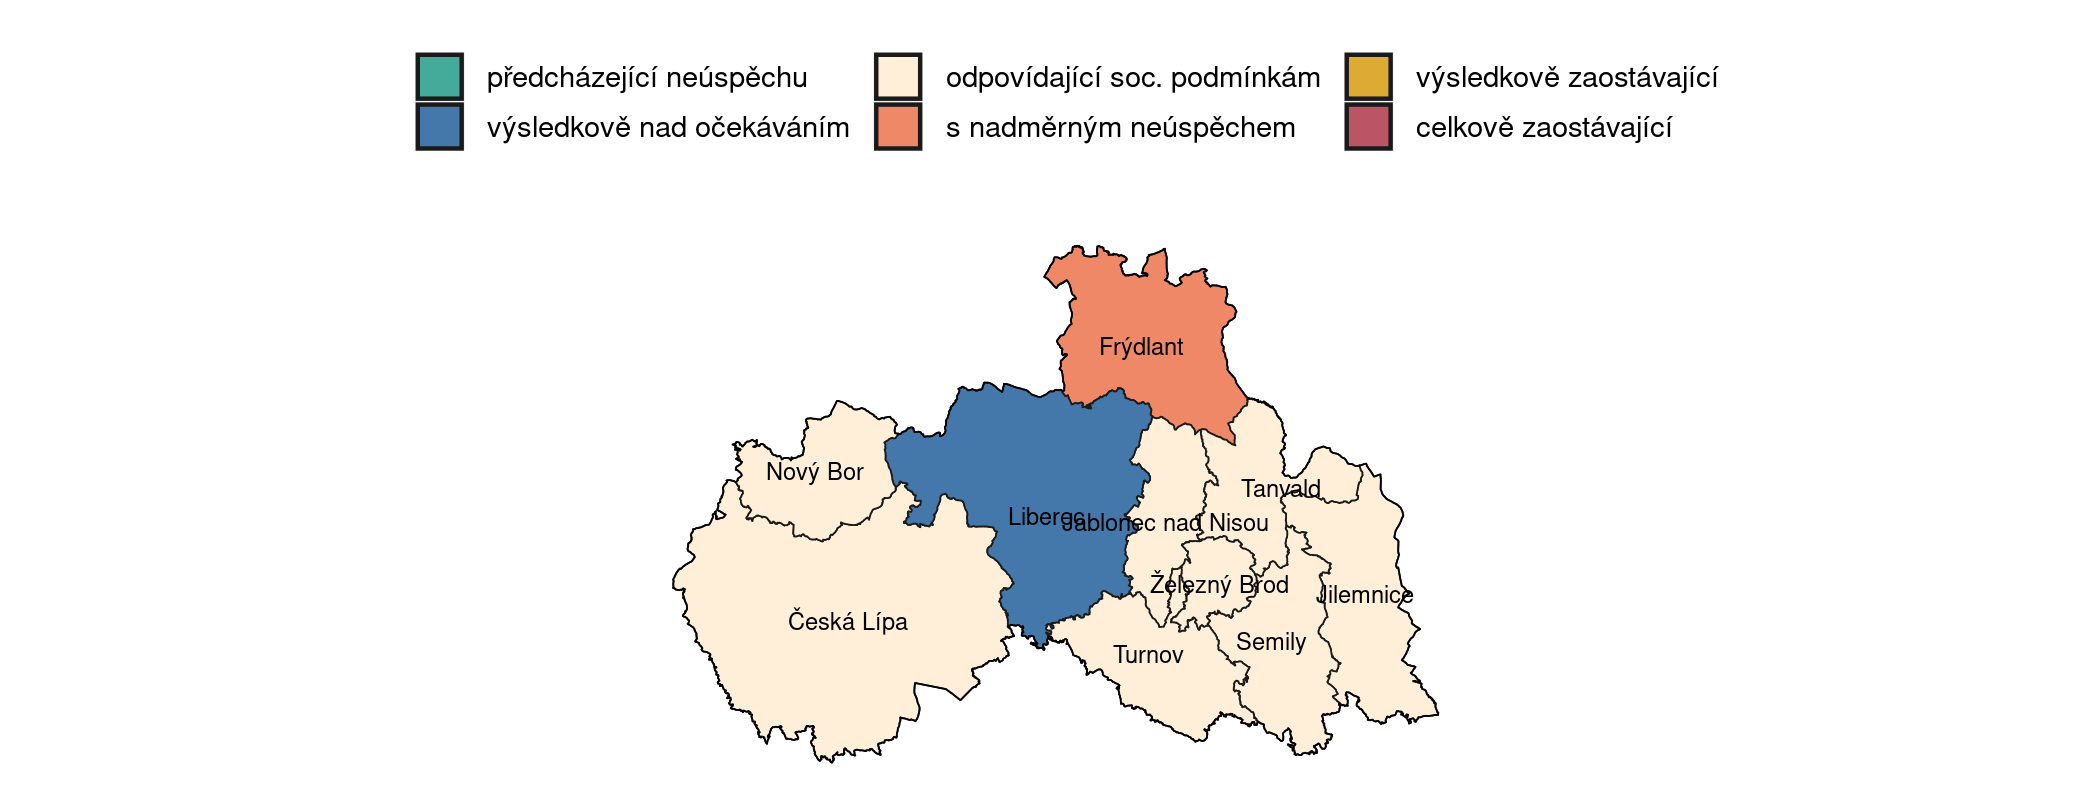 předcházející neúspěchu
odpovídající soc. podmínkám
výsledkově zaostávající
výsledkově nad očekáváním
s nadměrným neúspěchem
celkově zaostávající
Frýdlant
Nový Bor
Tanvald
Liberec
Jablonec nad Nisou
Železný Brod
Jilemnice
Česká Lípa
Semily
Turnov